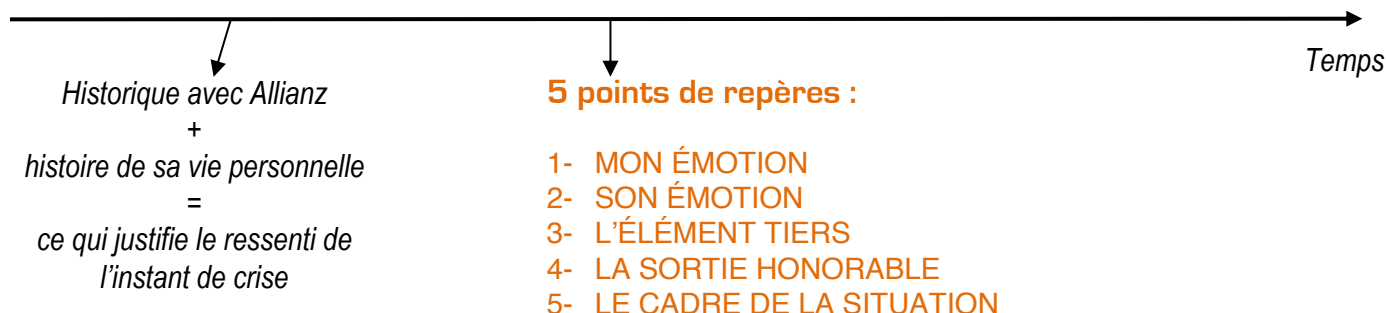 Temps
Historique avec Allianz
+
histoire de sa vie personnelle
=
ce qui justifie le ressenti de
l'instant de crise
5 points de repères :
1- MON ÉMOTION
2- SON ÉMOTION
3- L'ÉLÉMENT TIERS
4- LA SORTIE HONORABLE
5- LE CADRE DE LA SITUATION